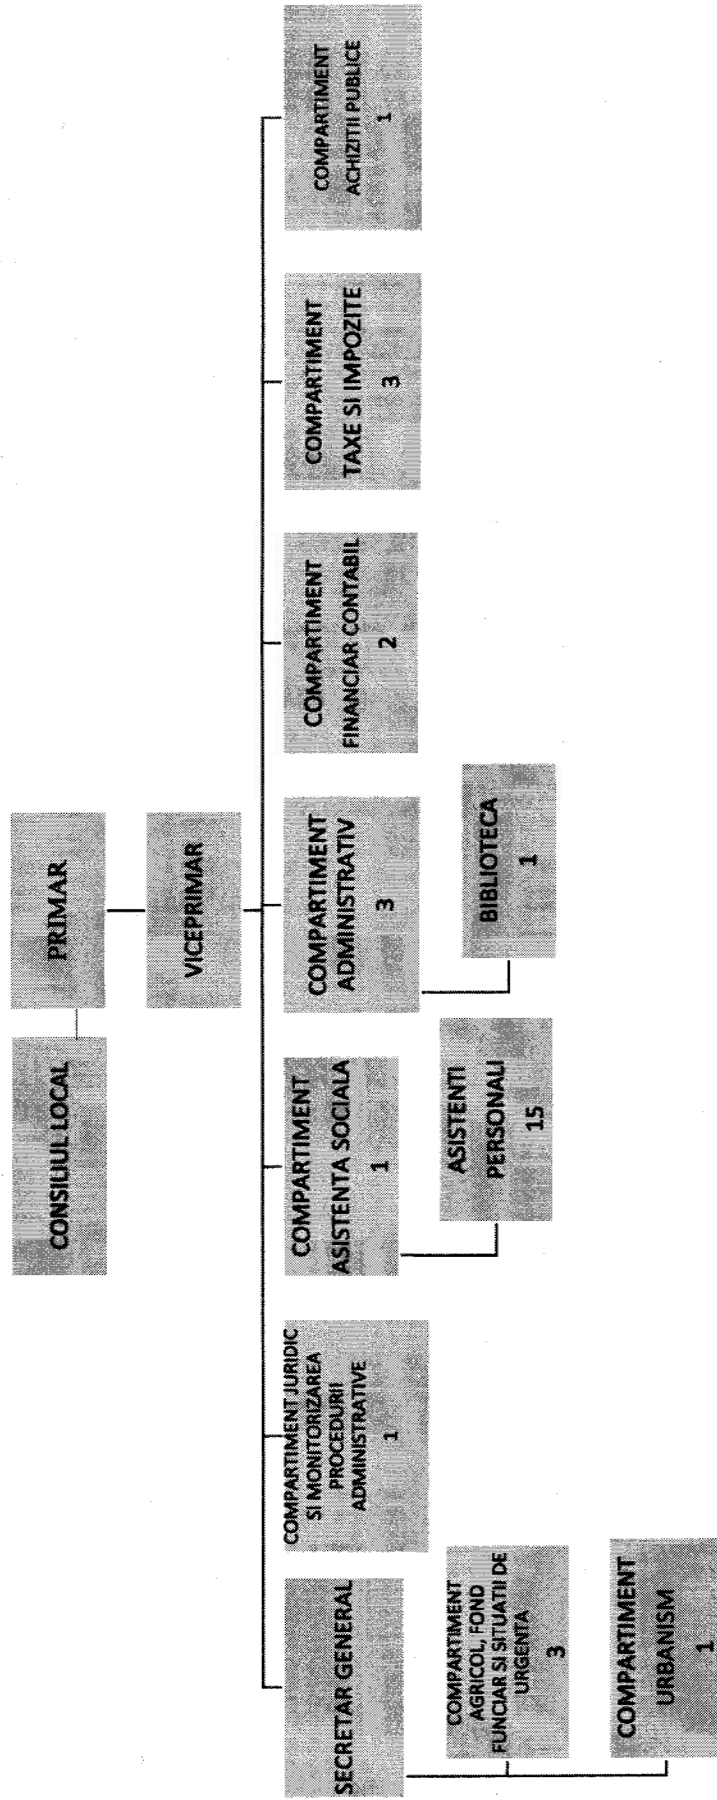 CONSILIUL LOCAL
PRIMAR
VICEPRIMAR
SECRETAR GENERAL
COMPARTIMENT JURIDIC
SI MONITORIZAREA
PROCEDURII
ADMINISTRATIVE
1
COMPARTIMENT
ASISTENTA SOCIALA
1
COMPARTIMENT
ADMINISTRATIV
3
COMPARTIMENT
FINANCIAR CONTABIL
2
COMPARTIMENT
TAXE SI IMPOZITE
3
COMPARTIMENT
ACHIZITII PUBLICE
1
COMPARTIMENT
AGRICOL, FOND
FUNCIAR SI SITUATII DE
URGENTA
3
ASISTENTI
PERSONALI
15
BIBLIOTECA
1
COMPARTIMENT
URBANISM
1